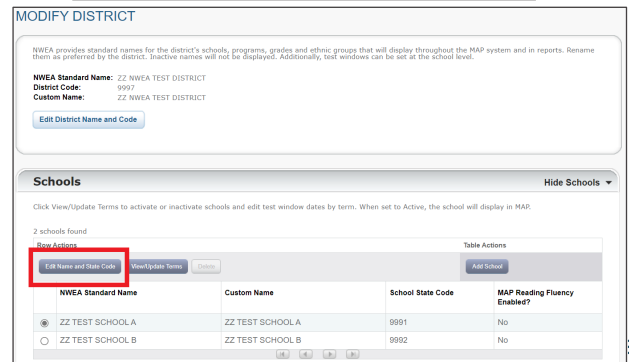 MODIFY DISTRICT
NWEA provides standard names for the district's schools, programs, grades and ethnic groups that will display throughout the MAP system and in reports. Rename
them as preferred by the district. Inactive names will not be displayed. Additionally, test windows can be set at the school level.
NWEA Standard Name: ZZ NWEA TEST DISTRICT
District Code: 9997
Custom Name: ZZ NWEA TEST DISTRICT
Edit District Name and Code
Schools Hide Schools
Click View/Update Terms to activate or inactivate schools and edit test window dates by term. When set to Active, the school will display in MAP.
2 schools found
Row Actions Table Actions
Edit Name and State Code View/Update Terms Delete Add School
NWEA Standard Name Custom Name School State Code MAP Reading Fluency
Enabled?
ZZ TEST SCHOOL A ZZ TEST SCHOOL A 9991 No
ZZ TEST SCHOOL B ZZ TEST SCHOOL B 9992 No